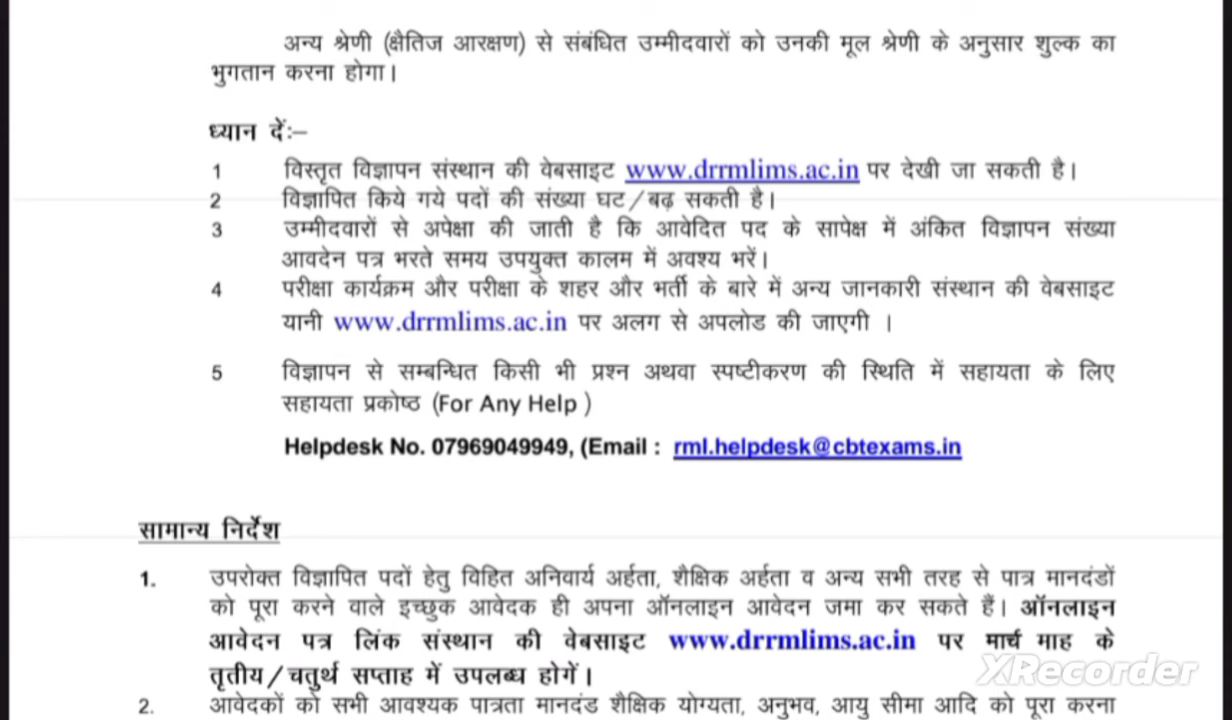 अन्य श्रेणी (क्षैतिज आरक्षण) से संबंधित उम्मीदवारों को उनकी मूल श्रेणी के अनुसार शुल्क का
भुगतान करना होगा।
ध्यान दें:–
1 विस्तृत विज्ञापन संस्थान की वेबसाइट www.drrmlims.ac.in पर देखी जा सकती है।
2 विज्ञापित किये गये पदों की संख्या घट/बढ़ सकती है।
3 उम्मीदवारों से अपेक्षा की जाती है कि आवेदित पद के सापेक्ष में अंकित विज्ञापन संख्या
आवदेन पत्र भरते समय उपयुक्त कालम में अवश्य भरें।
4 परीक्षा कार्यक्रम और परीक्षा के शहर और भर्ती के बारे में अन्य जानकारी संस्थान की वेबसाइट
यानी www.drrmlims.ac.in पर अलग से अपलोड की जाएगी ।
5 विज्ञापन से सम्बन्धित किसी भी प्रश्न अथवा स्पष्टीकरण की स्थिति में सहायता के लिए
सहायता प्रकोष्ठ (For Any Help )
Helpdesk No. 07969049949, (Email : rml.helpdesk@cbtexams.in
सामान्य निर्देश
1. उपरोक्त विज्ञापित पदों हेतु विहित अनिवार्य अर्हता, शैक्षिक अर्हता व अन्य सभी तरह से पात्र मानदंडों
को पूरा करने वाले इच्छुक आवेदक ही अपना ऑनलाइन आवेदन जमा कर सकते हैं। ऑनलाइन
आवेदन पत्र लिंक संस्थान की वेबसाइट www.drrmlims.ac.in पर मार्च माह के
तृतीय/चतुर्थ सप्ताह में उपलब्ध होगें।
XRecorder
2. आवेदकों को सभी आवश्यक पात्रता मानदंड शैक्षिक योग्यता, अनुभव, आयु सीमा आदि को पूरा करना